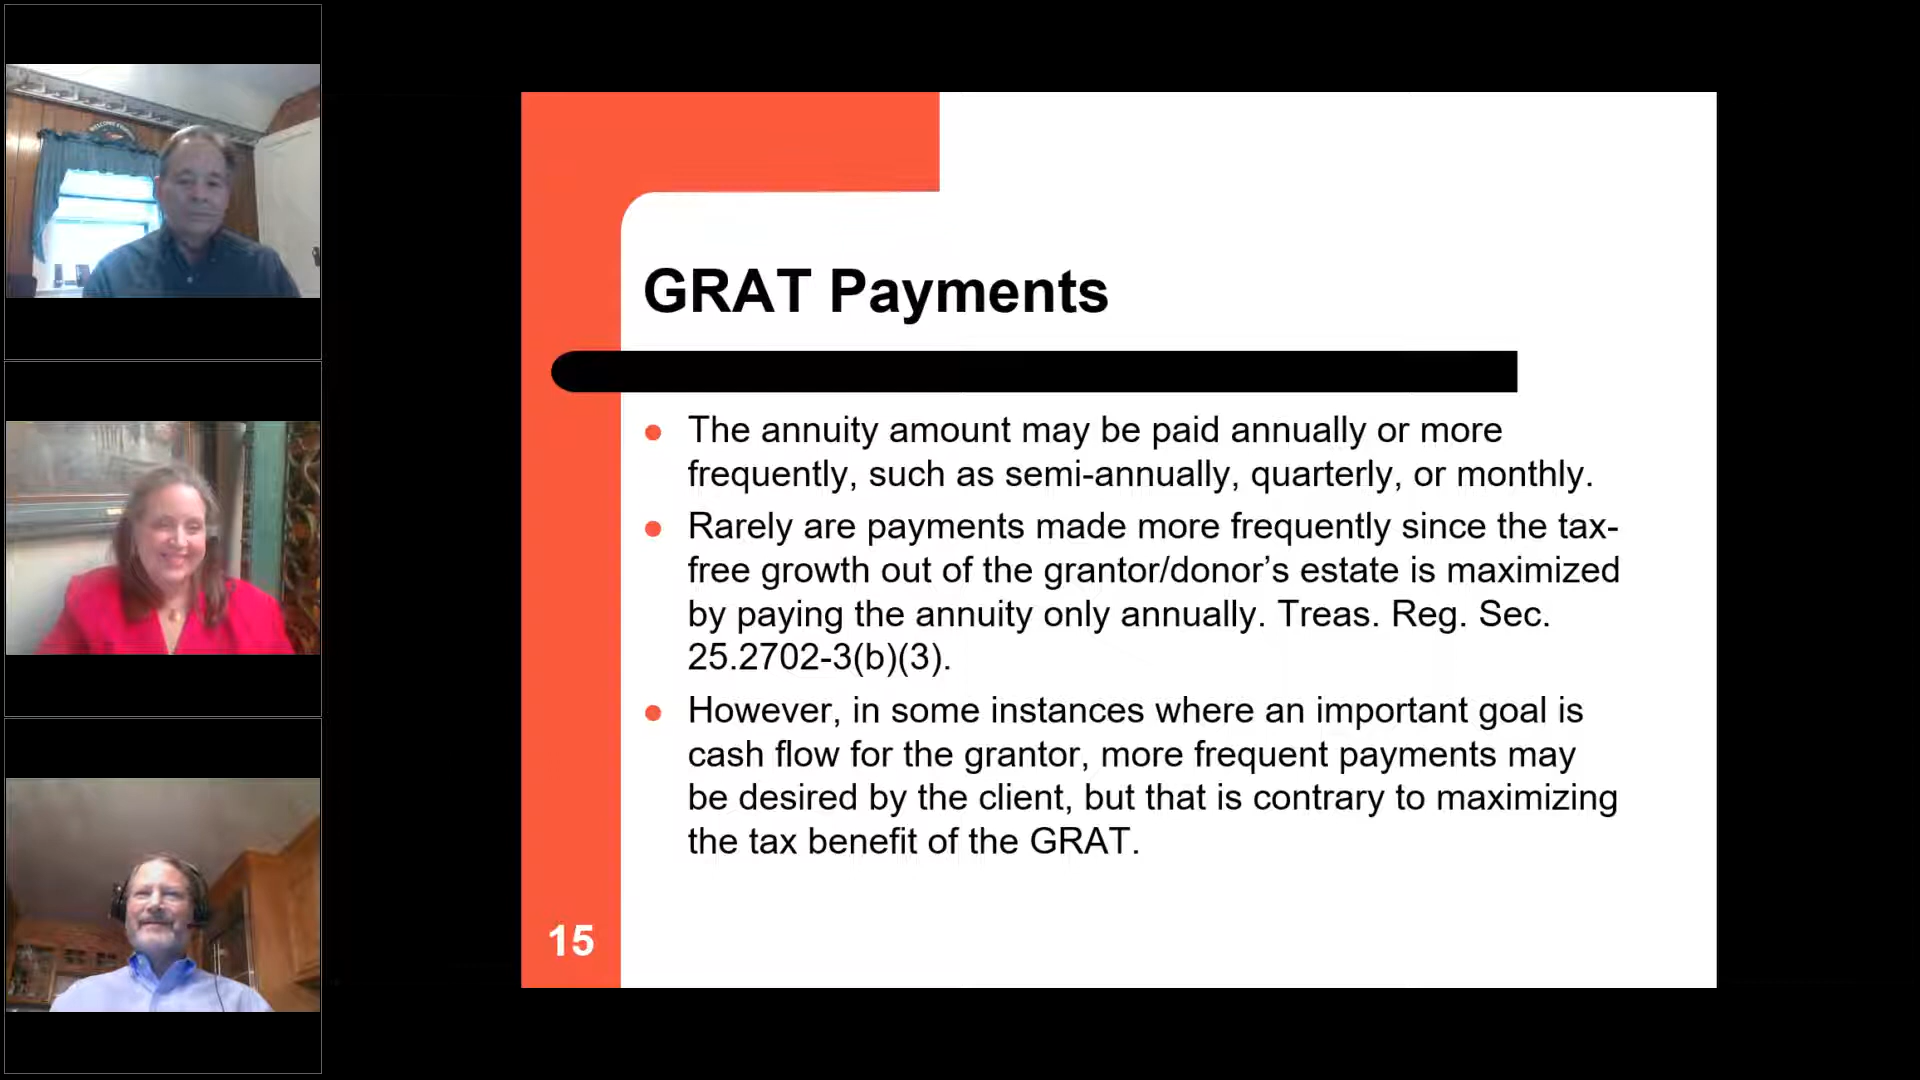 GRAT Payments
The annuity amount may be paid annually or more
frequently, such as semi-annually, quarterly, or monthly.
Rarely are payments made more frequently since the tax-
free growth out of the grantor/donor’s estate is maximized
by paying the annuity only annually. Treas. Reg. Sec.
25.2702-3(b)(3).
However, in some instances where an important goal is
cash flow for the grantor, more frequent payments may
be desired by the client, but that is contrary to maximizing
the tax benefit of the GRAT.
15